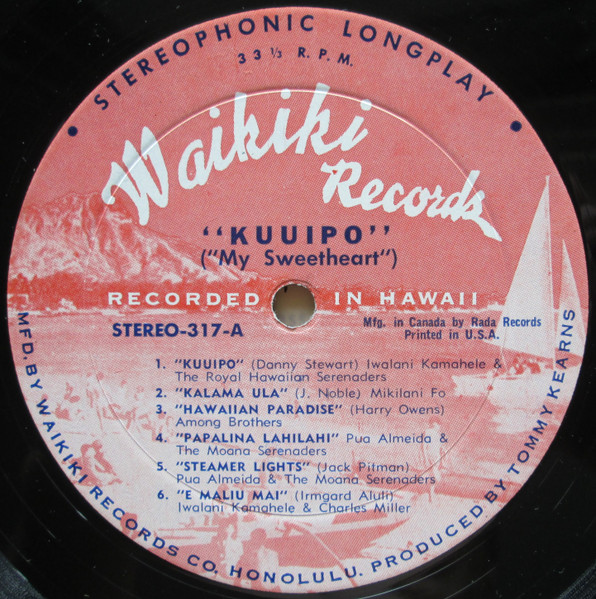 • STEREOPHONIC LONGPLAY •
33⅓ R.P.M.
Waikiki
Records
"KUUIPO"
("My Sweetheart")
RECORDED IN HAWAII
STEREO-317-A
Mfg. in Canada by Rada Records
Printed in U.S.A.
1. "KUUIPO" (Danny Stewart) Iwalani Kamahele &
The Royal Hawaiian Serenaders
2. "KALAMA ULA" (J. Noble) Mikilani Fo
3. "HAWAIIAN PARADISE" (Harry Owens)
Among Brothers
4. "PAPALINA LAHILAHI" Pua Almeida &
The Moana Serenaders
5. "STEAMER LIGHTS" (Jack Pitman)
Pua Almeida & The Moana Serenaders
6. "E MALIU MAI" (Irmgard Aluli)
Iwalani Kamahele & Charles Miller
MFD. BY WAIKIKI RECORDS CO. HONOLULU. PRODUCED BY TOMMY KEARNS